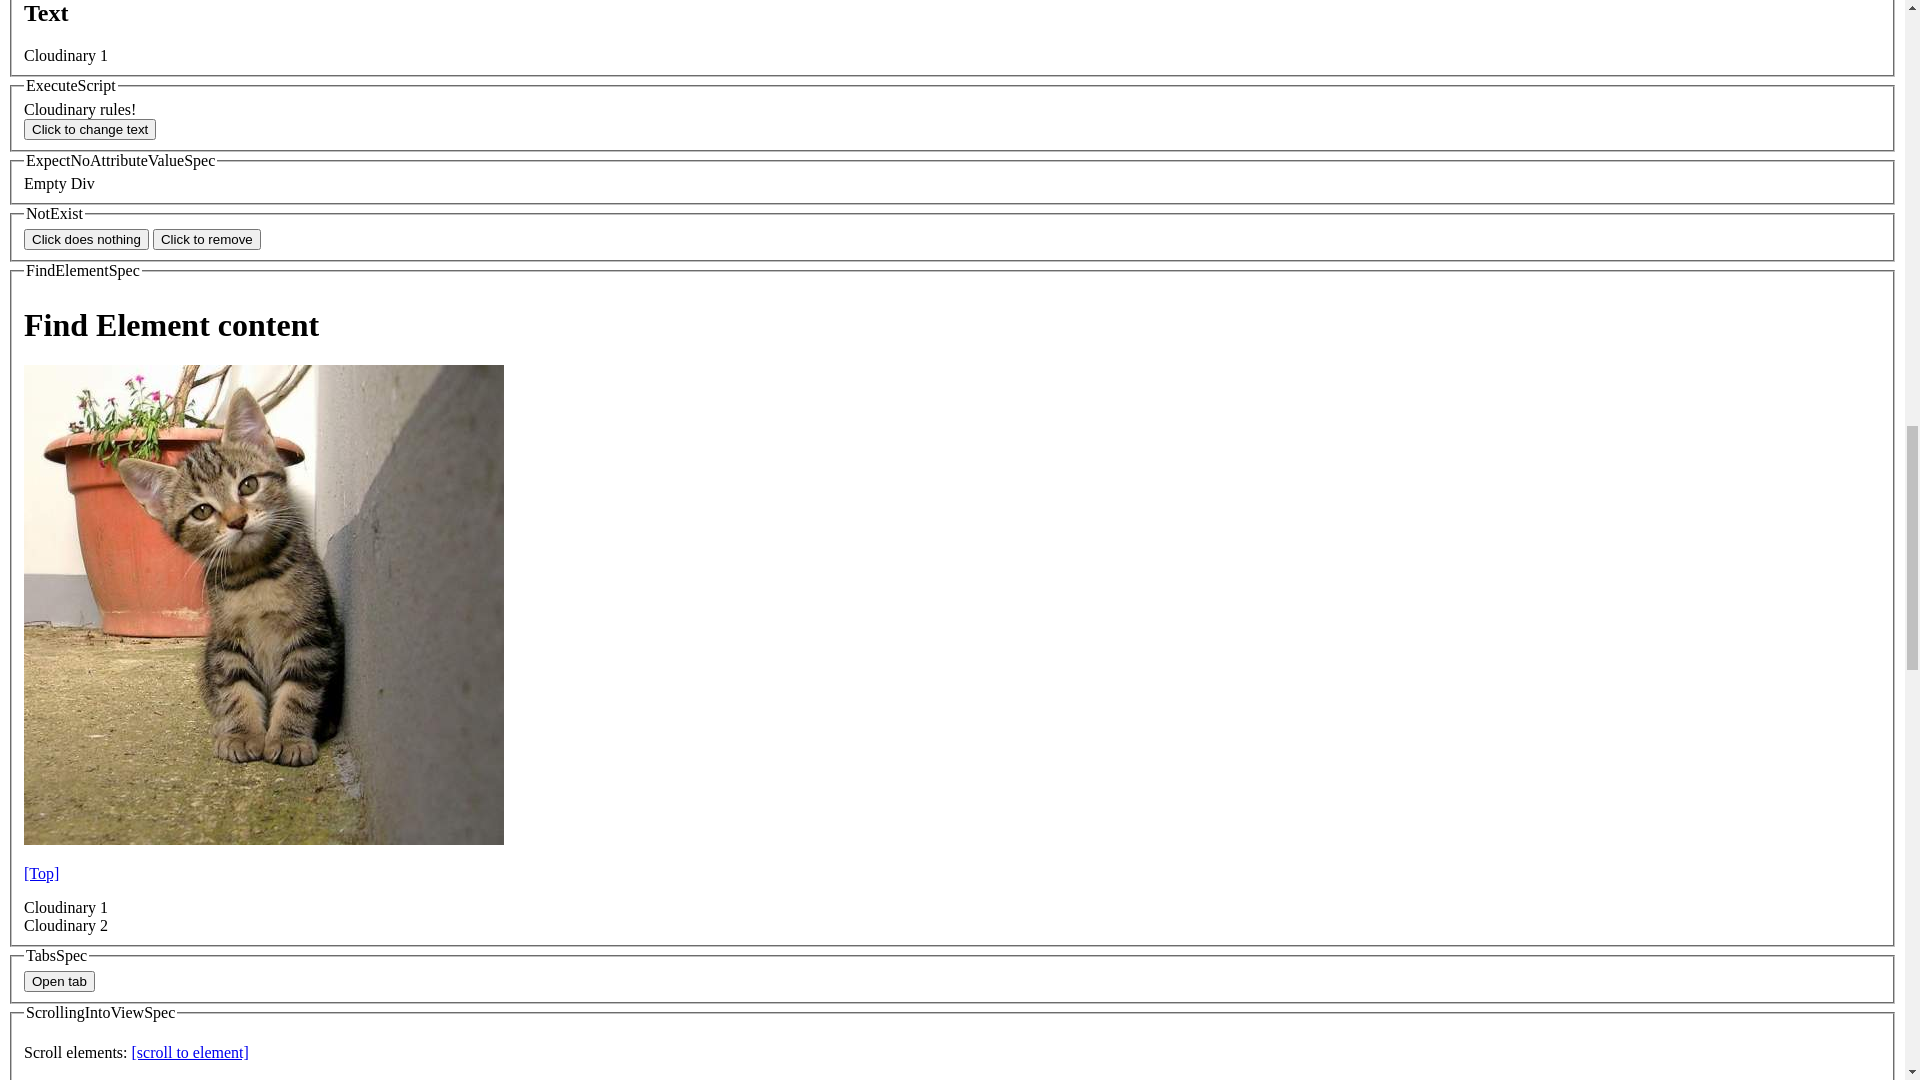 Text
Cloudinary 1
ExecuteScript
Cloudinary rules!
Click to change text
ExpectNoAttributeValueSpec
Empty Div
NotExist
Click does nothing Click to remove
FindElementSpec
Find Element content
[Top]
Cloudinary 1
Cloudinary 2
TabsSpec
Open tab
ScrollingIntoViewSpec
Scroll elements: [scroll to element]